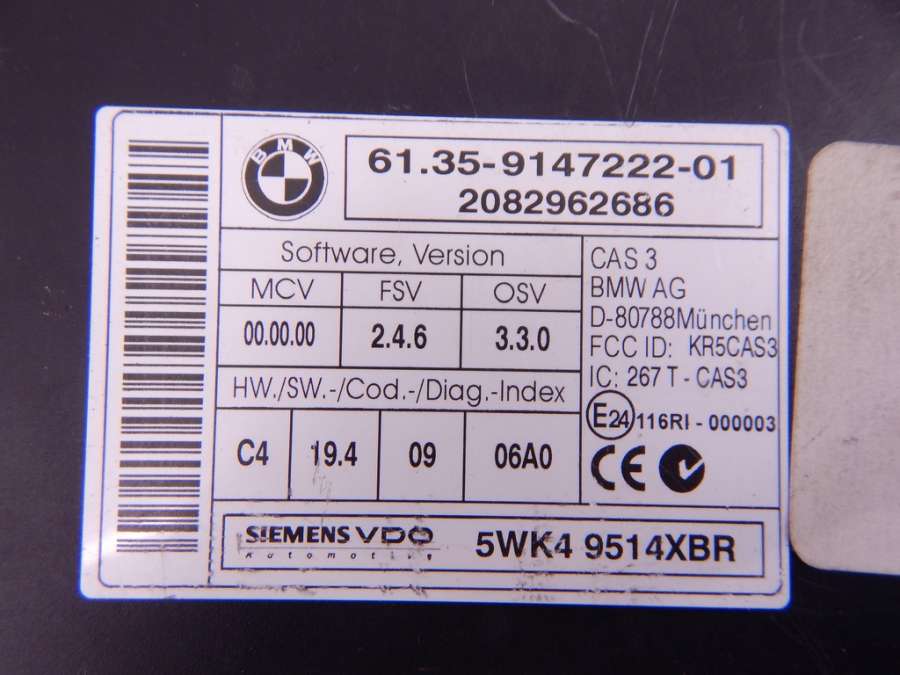 BMW
61.35-9147222-01
2082962686
Software, Version
MCV FSV OSV
00.00.00 2.4.6 3.3.0
HW./SW.-/Cod.-/Diag.-Index
C4 19.4 09 06A0
CAS 3
BMW AG
D-80788München
FCC ID: KR5CAS3
IC: 267 T - CAS3
E24 116RI - 000003
CE
SIEMENS VDO
Automotive
5WK4 9514XBR